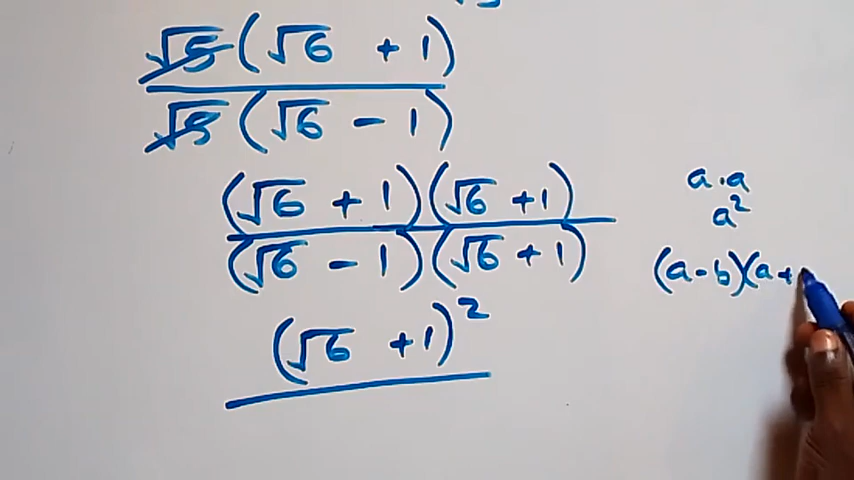 √5(√6 + 1)
√5(√6 - 1)
(√6 + 1)(√6 + 1)
(√6 - 1)(√6 + 1)
(√6 + 1)²
a . a
a²
(a - b)(a +